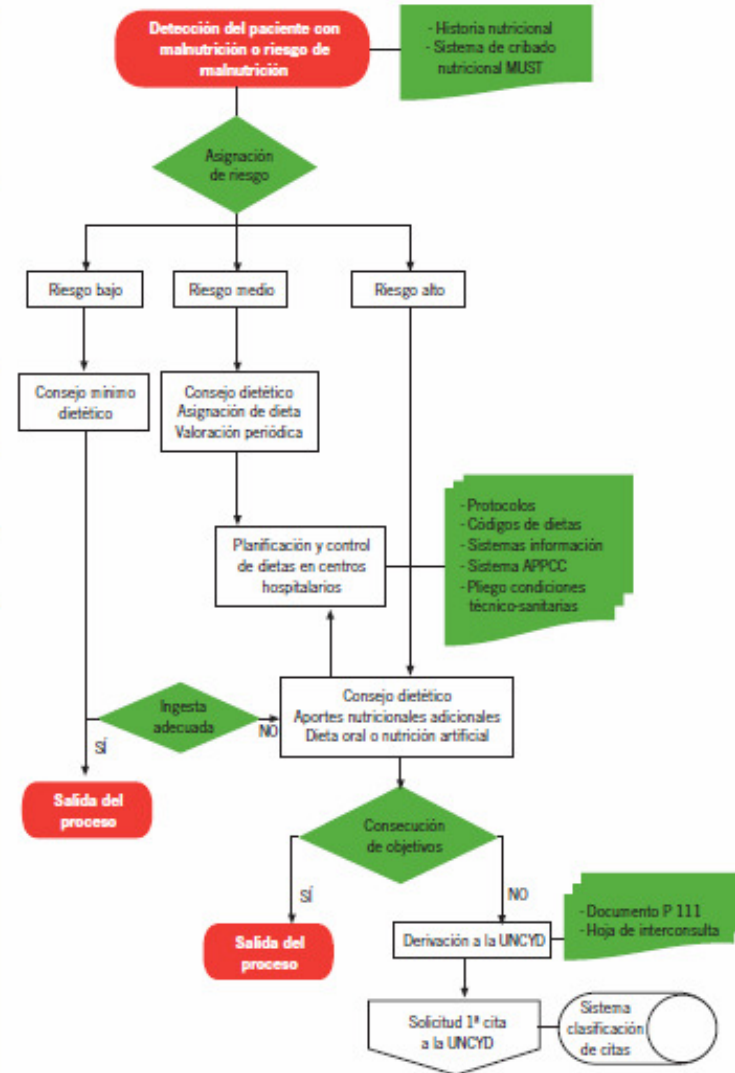 Detección del paciente con
malnutrición o riesgo de
malnutrición
- Historia nutricional
- Sistema de cribado
nutricional MUST
Asignación
de riesgo
Riesgo bajo
Riesgo medio
Riesgo alto
Consejo mínimo
dietético
Consejo dietético
Asignación de dieta
Valoración periódica
Planificación y control
de dietas en centros
hospitalarios
- Protocolos
- Códigos de dietas
- Sistemas información
- Sistema APPCC
- Pliego condiciones
técnico-sanitarias
Ingesta
adecuada
SÍ
NO
Consejo dietético
Aportes nutricionales adicionales
Dieta oral o nutrición artificial
Salida del
proceso
Consecución
de objetivos
SÍ
NO
Salida del
proceso
Derivación a la UNCYD
- Documento P 111
- Hoja de interconsulta
Solicitud 1ª cita
a la UNCYD
Sistema
clasificación
de citas